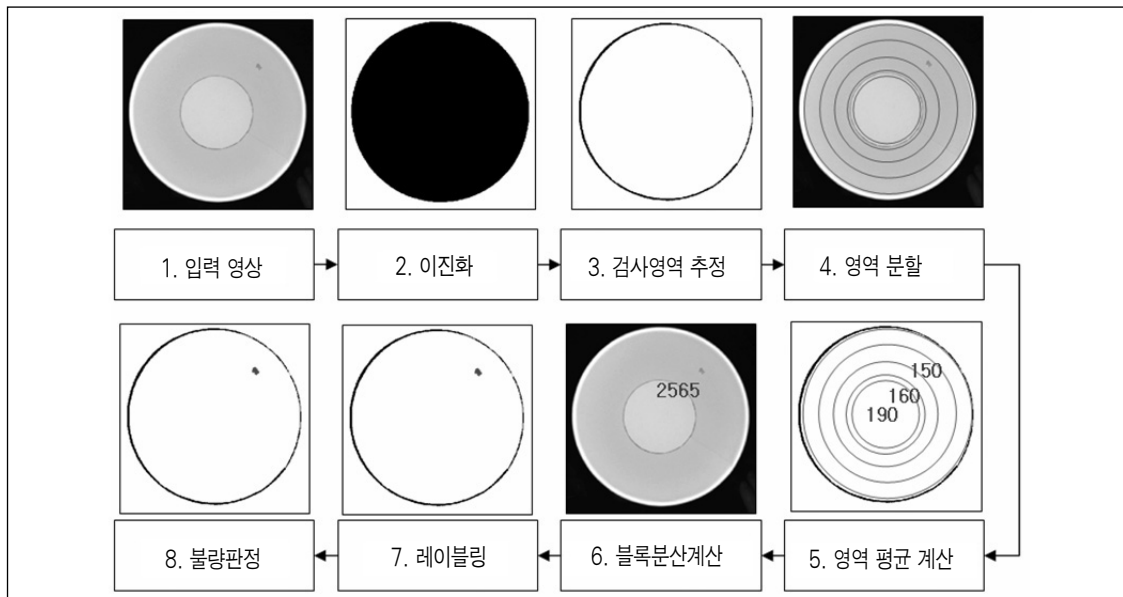 1. 입력 영상
2. 이진화
3. 검사영역 추정
4. 영역 분할
150
160
190
2565
5. 영역 평균 계산
6. 블록분산계산
7. 레이블링
8. 불량판정